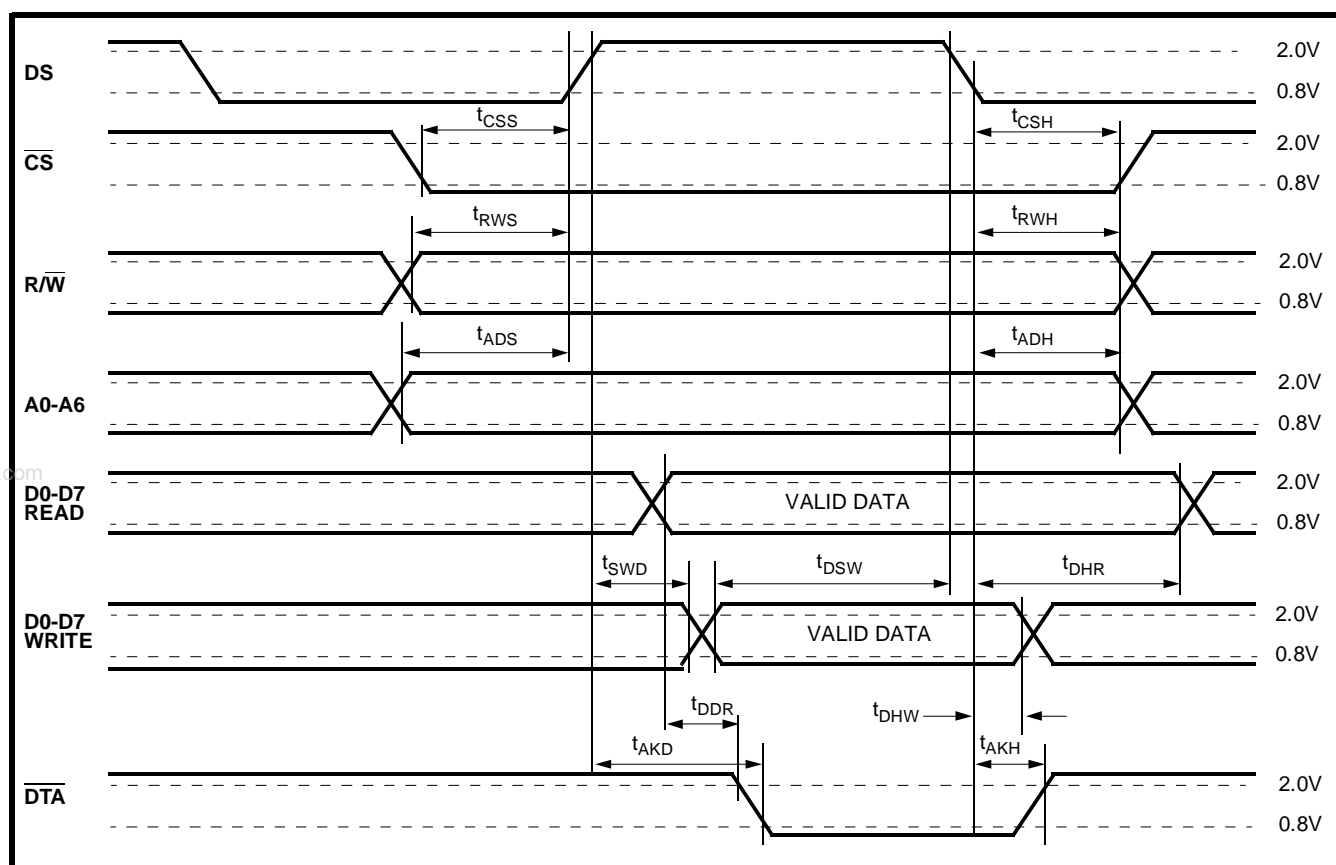 DS
2.0V
0.8V
tCSS
tCSH
CS
2.0V
0.8V
tRWS
tRWH
R/W
2.0V
0.8V
tADS
tADH
A0-A6
2.0V
0.8V
com
D0-D7
READ
VALID DATA
2.0V
0.8V
tSWD
tDSW
tDHR
D0-D7
WRITE
VALID DATA
2.0V
0.8V
tDDR
tDHW
tAKD
tAKH
DTA
2.0V
0.8V